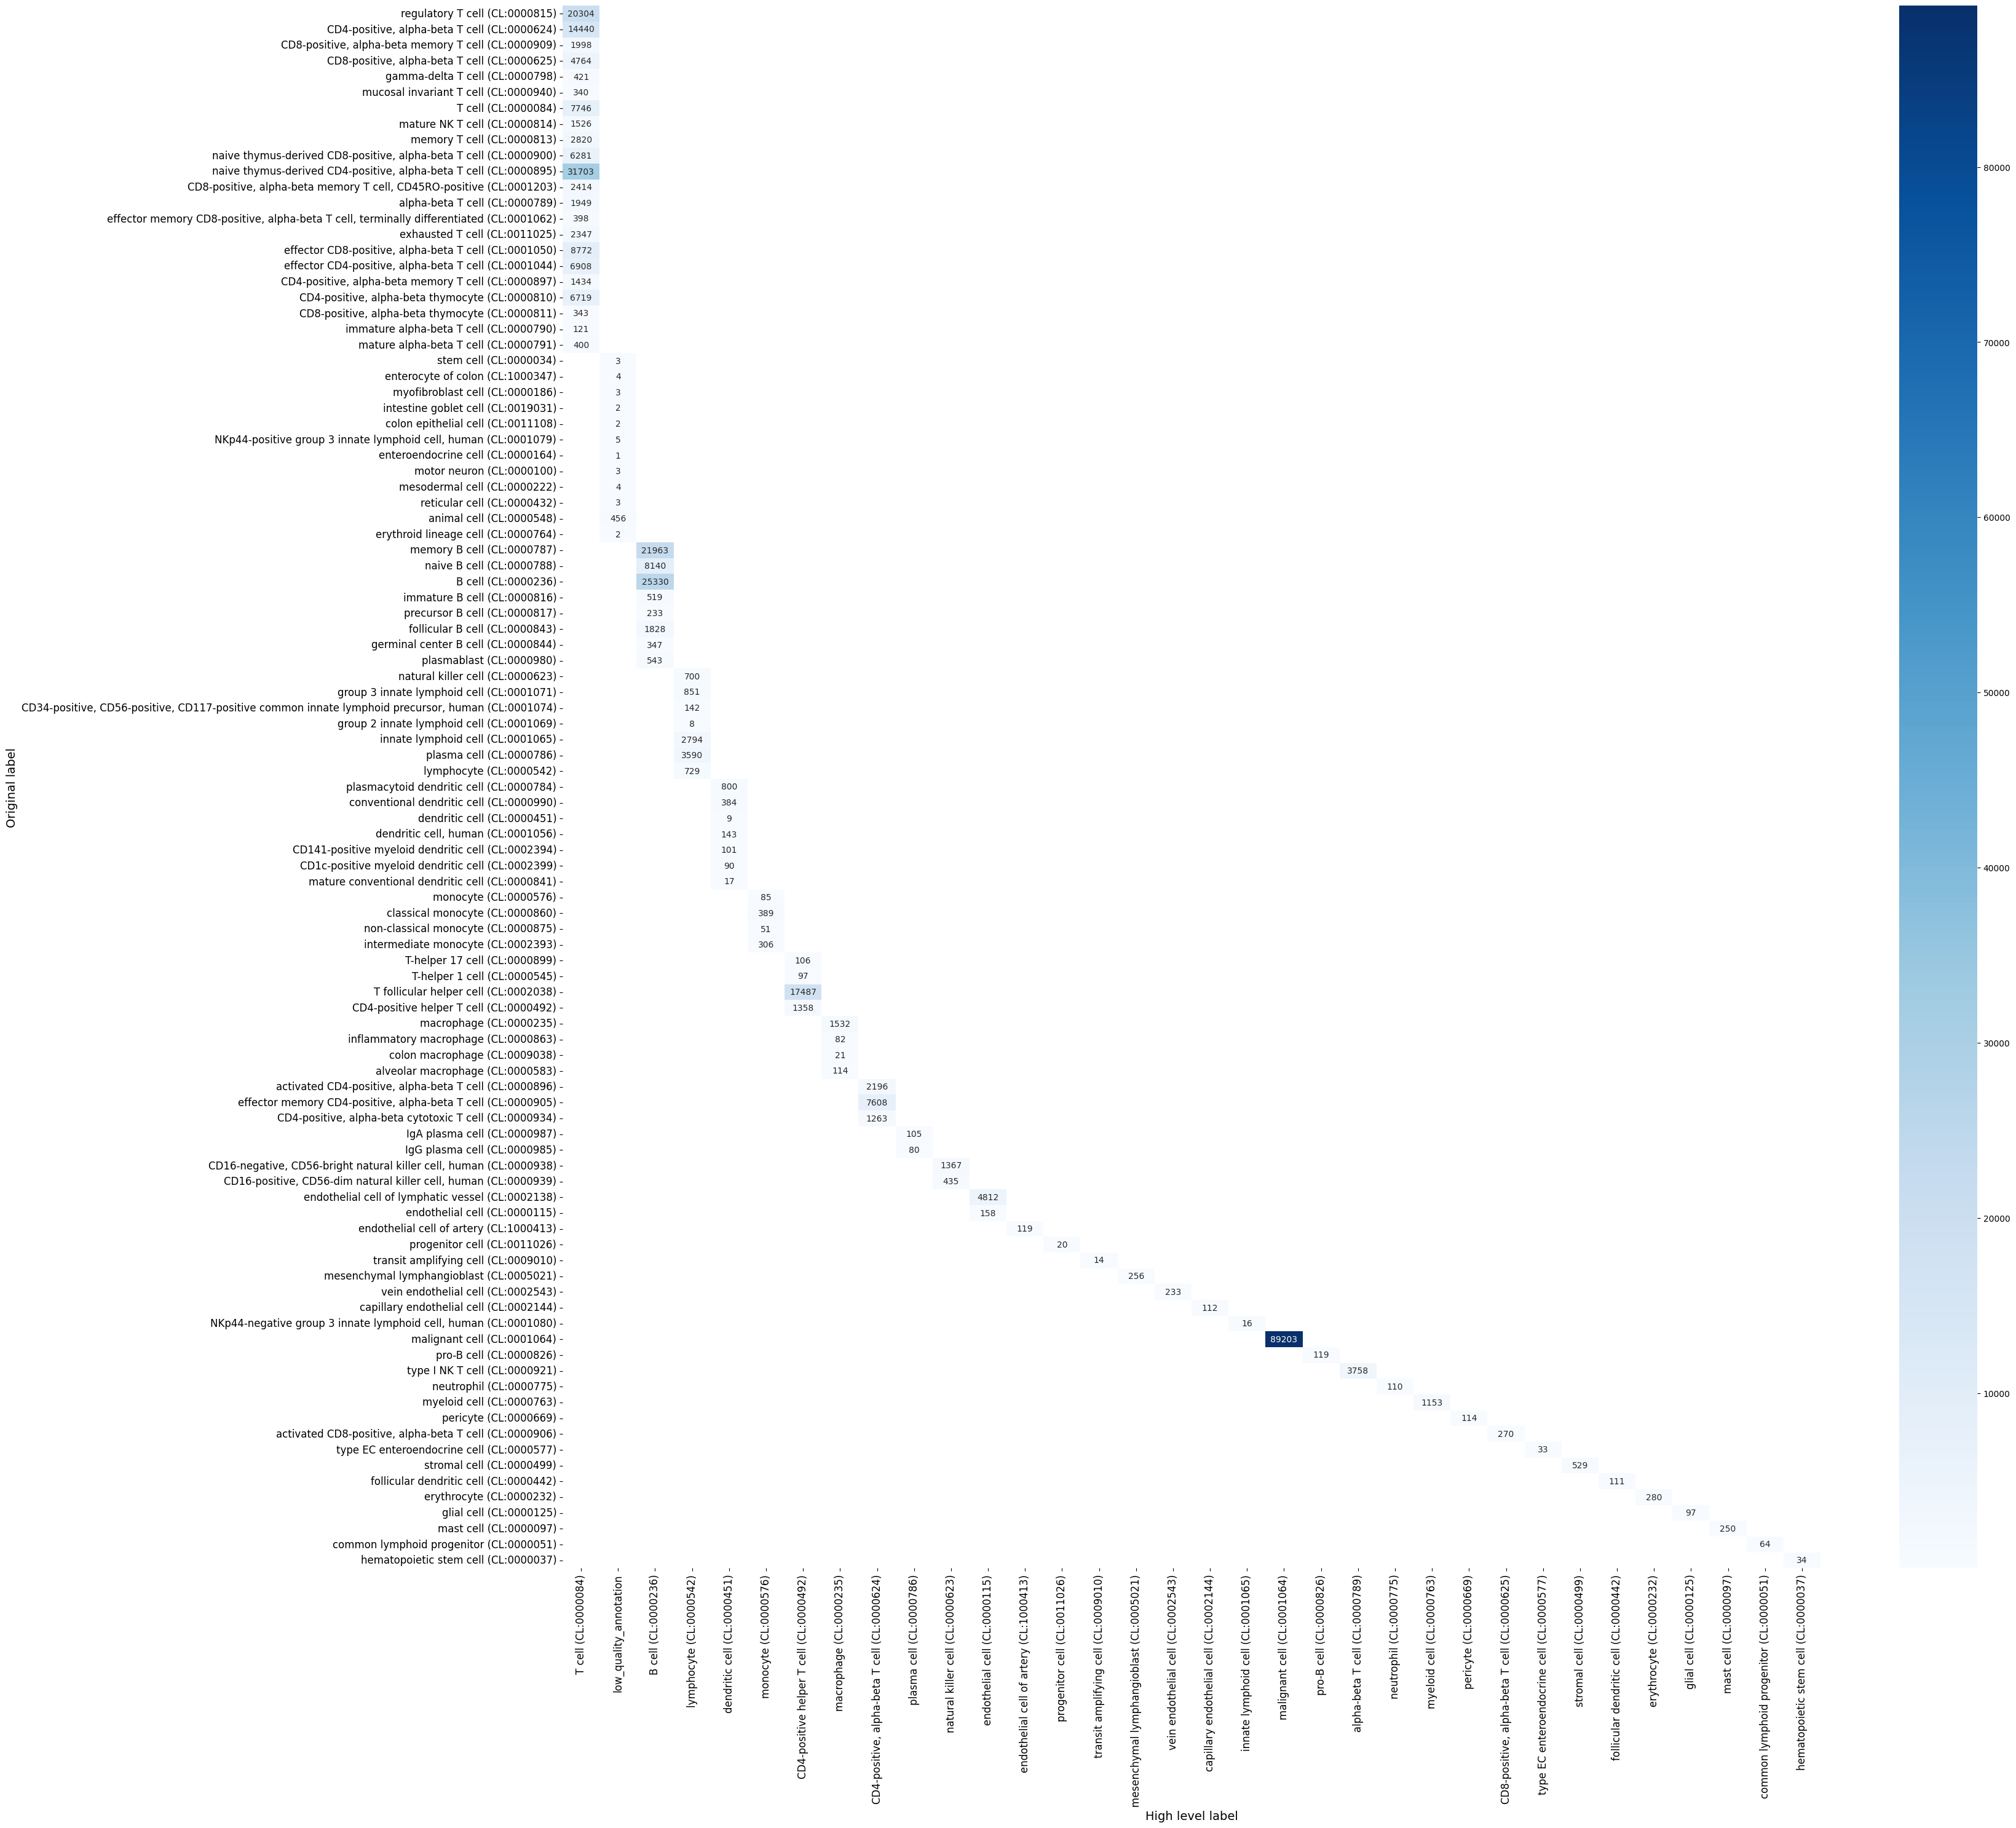 regulatory T cell (CL:0000815) 20304
CD4-positive, alpha-beta T cell (CL:0000624) 14440
CD8-positive, alpha-beta memory T cell (CL:0000909) 1998
CD8-positive, alpha-beta T cell (CL:0000625) 4764
gamma-delta T cell (CL:0000798) 421
mucosal invariant T cell (CL:0000940) 340
T cell (CL:0000084) 7746
mature NK T cell (CL:0000814) 1526
memory T cell (CL:0000813) 2820
naive thymus-derived CD8-positive, alpha-beta T cell (CL:0000900) 6281
naive thymus-derived CD4-positive, alpha-beta T cell (CL:0000895) 31703
CD8-positive, alpha-beta memory T cell, CD45RO-positive (CL:0001203) 2414
alpha-beta T cell (CL:0000789) 1949
effector memory CD8-positive, alpha-beta T cell, terminally differentiated (CL:0001062) 398
exhausted T cell (CL:0011025) 2347
effector CD8-positive, alpha-beta T cell (CL:0001050) 8772
effector CD4-positive, alpha-beta T cell (CL:0001044) 6908
CD4-positive, alpha-beta memory T cell (CL:0000897) 1434
CD4-positive, alpha-beta thymocyte (CL:0000810) 6719
CD8-positive, alpha-beta thymocyte (CL:0000811) 343
immature alpha-beta T cell (CL:0000790) 121
mature alpha-beta T cell (CL:0000791) 400
stem cell (CL:0000034) 3
enterocyte of colon (CL:1000347) 4
myofibroblast cell (CL:0000186) 3
intestine goblet cell (CL:0019031) 2
colon epithelial cell (CL:0011108) 2
NKp44-positive group 3 innate lymphoid cell, human (CL:0001079) 5
enteroendocrine cell (CL:0000164) 1
motor neuron (CL:0000100) 3
mesodermal cell (CL:0000222) 4
reticular cell (CL:0000432) 3
animal cell (CL:0000548) 456
erythroid lineage cell (CL:0000764) 2
memory B cell (CL:0000787) 21963
naive B cell (CL:0000788) 8140
B cell (CL:0000236) 25330
immature B cell (CL:0000816) 519
precursor B cell (CL:0000817) 233
follicular B cell (CL:0000843) 1828
germinal center B cell (CL:0000844) 347
plasmablast (CL:0000980) 543
natural killer cell (CL:0000623) 700
group 3 innate lymphoid cell (CL:0001071) 851
CD34-positive, CD56-positive, CD117-positive common innate lymphoid precursor, human (CL:0001074) 142
group 2 innate lymphoid cell (CL:0001069) 8
innate lymphoid cell (CL:0001065) 2794
plasma cell (CL:0000786) 3590
lymphocyte (CL:0000542) 729
plasmacytoid dendritic cell (CL:0000784) 800
conventional dendritic cell (CL:0000990) 384
dendritic cell (CL:0000451) 9
dendritic cell, human (CL:0001056) 143
CD141-positive myeloid dendritic cell (CL:0002394) 101
CD1c-positive myeloid dendritic cell (CL:0002399) 90
mature conventional dendritic cell (CL:0000841) 17
monocyte (CL:0000576) 85
classical monocyte (CL:0000860) 389
non-classical monocyte (CL:0000875) 51
intermediate monocyte (CL:0002393) 306
T-helper 17 cell (CL:0000899) 106
T-helper 1 cell (CL:0000545) 97
T follicular helper cell (CL:0002038) 17487
CD4-positive helper T cell (CL:0000492) 1358
macrophage (CL:0000235) 1532
inflammatory macrophage (CL:0000863) 82
colon macrophage (CL:0009038) 21
alveolar macrophage (CL:0000583) 114
activated CD4-positive, alpha-beta T cell (CL:0000896) 2196
effector memory CD4-positive, alpha-beta T cell (CL:0000905) 7608
CD4-positive, alpha-beta cytotoxic T cell (CL:0000934) 1263
IgA plasma cell (CL:0000987) 105
IgG plasma cell (CL:0000985) 80
CD16-negative, CD56-bright natural killer cell, human (CL:0000938) 1367
CD16-positive, CD56-dim natural killer cell, human (CL:0000939) 435
endothelial cell of lymphatic vessel (CL:0002138) 4812
endothelial cell (CL:0000115) 158
endothelial cell of artery (CL:1000413) 119
progenitor cell (CL:0011026) 20
transit amplifying cell (CL:0009010) 14
mesenchymal lymphangioblast (CL:0005021) 256
vein endothelial cell (CL:0002543) 233
capillary endothelial cell (CL:0002144) 112
NKp44-negative group 3 innate lymphoid cell, human (CL:0001080) 16
malignant cell (CL:0001064) 89203
pro-B cell (CL:0000826) 119
type I NK T cell (CL:0000921) 3758
neutrophil (CL:0000775) 110
myeloid cell (CL:0000763) 1153
pericyte (CL:0000669) 114
activated CD8-positive, alpha-beta T cell (CL:0000906) 270
type EC enteroendocrine cell (CL:0000577) 33
stromal cell (CL:0000499) 529
follicular dendritic cell (CL:0000442) 111
erythrocyte (CL:0000232) 280
glial cell (CL:0000125) 97
mast cell (CL:0000097) 250
common lymphoid progenitor (CL:0000051) 64
hematopoietic stem cell (CL:0000037) 34
Original label
T cell (CL:0000084)
low_quality_annotation
B cell (CL:0000236)
lymphocyte (CL:0000542)
dendritic cell (CL:0000451)
monocyte (CL:0000576)
CD4-positive helper T cell (CL:0000492)
macrophage (CL:0000235)
CD4-positive, alpha-beta T cell (CL:0000624)
plasma cell (CL:0000786)
natural killer cell (CL:0000623)
endothelial cell (CL:0000115)
endothelial cell of artery (CL:1000413)
progenitor cell (CL:0011026)
transit amplifying cell (CL:0009010)
mesenchymal lymphangioblast (CL:0005021)
vein endothelial cell (CL:0002543)
capillary endothelial cell (CL:0002144)
innate lymphoid cell (CL:0001065)
malignant cell (CL:0001064)
pro-B cell (CL:0000826)
alpha-beta T cell (CL:0000789)
neutrophil (CL:0000775)
myeloid cell (CL:0000763)
pericyte (CL:0000669)
CD8-positive, alpha-beta T cell (CL:0000625)
type EC enteroendocrine cell (CL:0000577)
stromal cell (CL:0000499)
follicular dendritic cell (CL:0000442)
erythrocyte (CL:0000232)
glial cell (CL:0000125)
mast cell (CL:0000097)
common lymphoid progenitor (CL:0000051)
hematopoietic stem cell (CL:0000037)
High level label
80000
70000
60000
50000
40000
30000
20000
10000